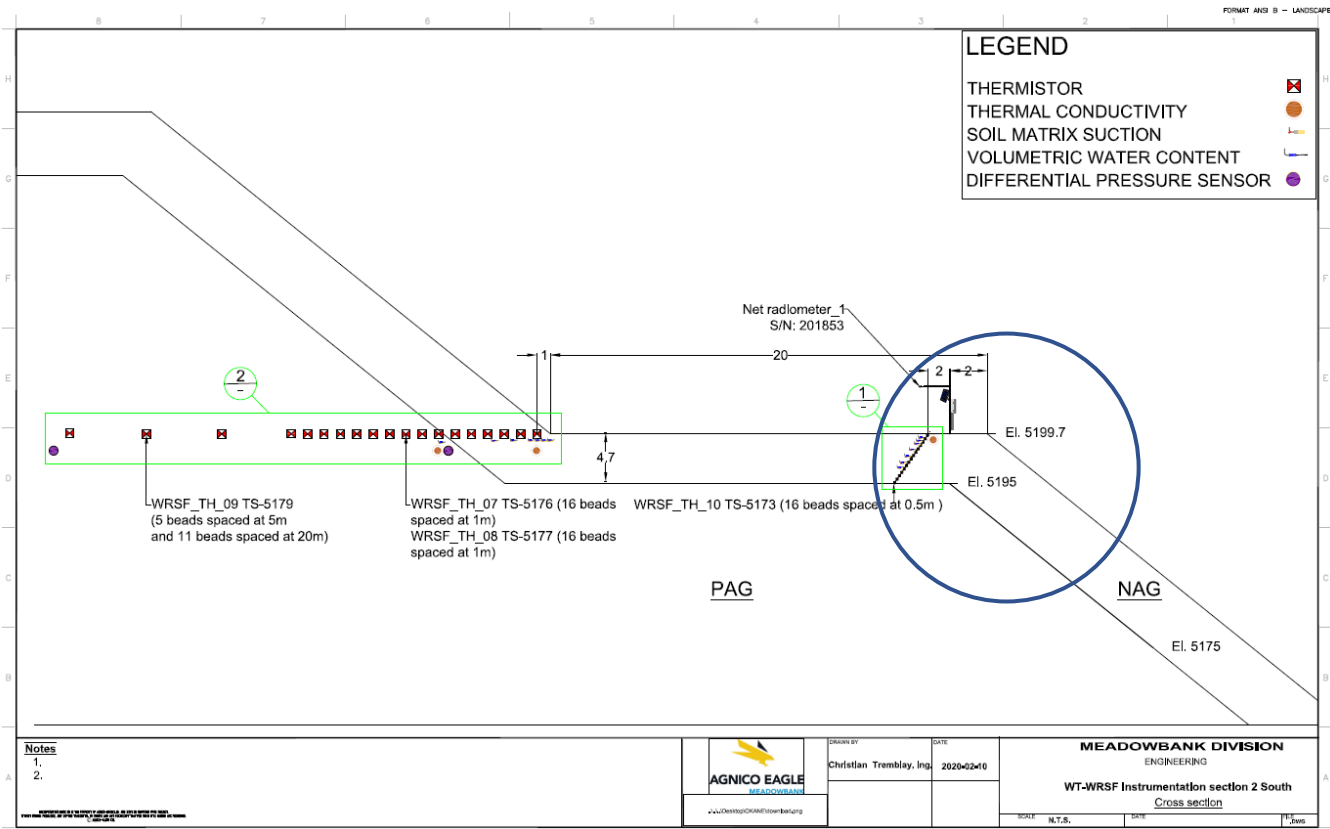 FORMAT ANSI B - LANDSCAPE
8 7 6 5 4 3 2 1
H
G
F
E
D
C
B
A
H
G
F
E
D
C
B
A
LEGEND
THERMISTOR
THERMAL CONDUCTIVITY
SOIL MATRIX SUCTION
VOLUMETRIC WATER CONTENT
DIFFERENTIAL PRESSURE SENSOR
Net radiometer_1
S/N: 201853
1
20
2
2
2
-
1
-
El. 5199.7
4,7
El. 5195
WRSF_TH_09 TS-5179
(5 beads spaced at 5m
and 11 beads spaced at 20m)
WRSF_TH_07 TS-5176 (16 beads
spaced at 1m)
WRSF_TH_08 TS-5177 (16 beads
spaced at 1m)
WRSF_TH_10 TS-5173 (16 beads spaced at 0.5m )
PAG
NAG
El. 5175
Notes
1.
2.
AGNICO EAGLE
MEADOWBANK
DRAWN BY
Christian Tremblay, Ing.
DATE
2020-02-10
MEADOWBANK DIVISION
ENGINEERING
WT-WRSF Instrumentation section 2 South
Cross section
SCALE
N.T.S.
DATE
FILE
.DWG